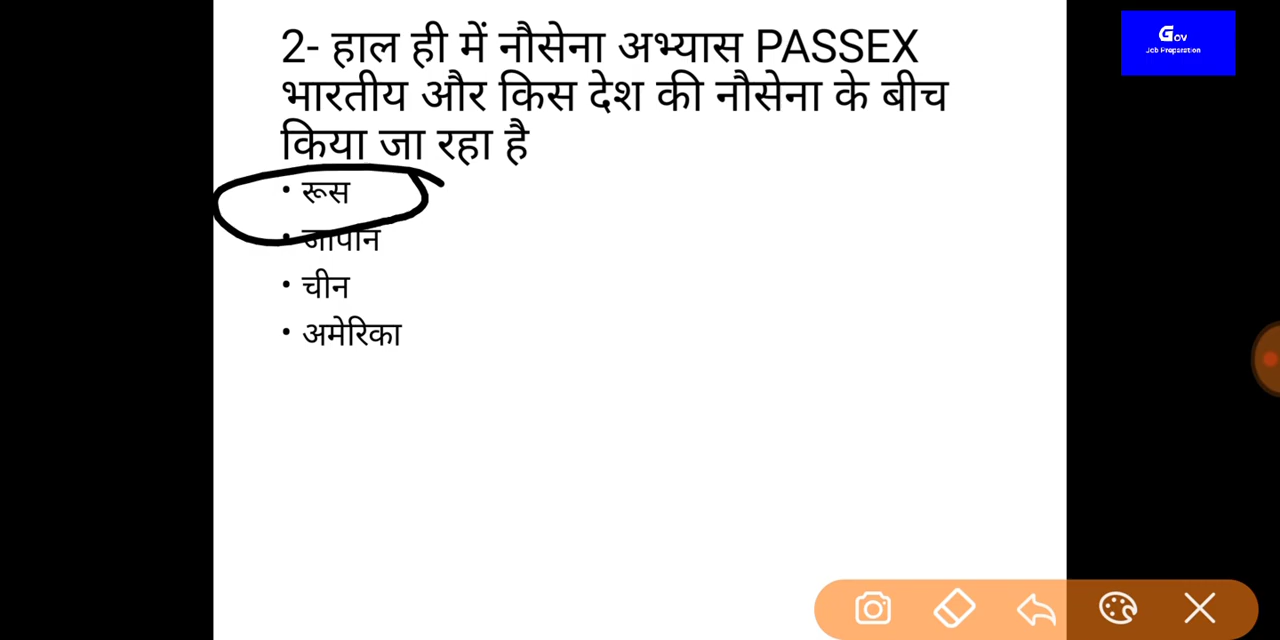 2- हाल ही में नौसेना अभ्यास PASSEX
भारतीय और किस देश की नौसेना के बीच
किया जा रहा है
• रूस
• जापान
• चीन
• अमेरिका
Gov
Job Preparation